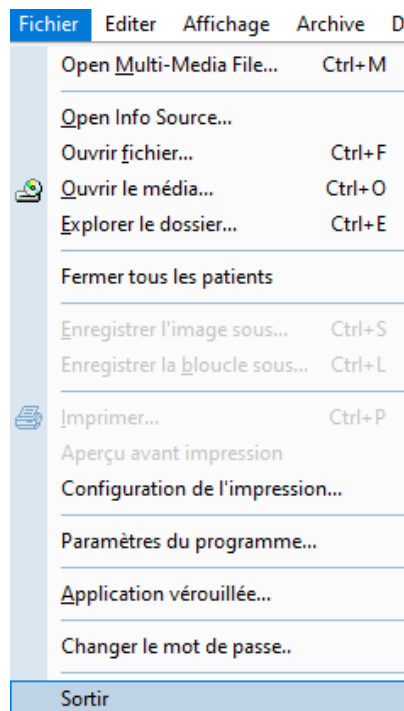 Fichier Editer Affichage Archive D
Open Multi-Media File... Ctrl+M
Open Info Source...
Ouvrir fichier... Ctrl+F
Ouvrir le média... Ctrl+O
Explorer le dossier... Ctrl+E
Fermer tous les patients
Enregistrer l'image sous... Ctrl+S
Enregistrer la bloucle sous... Ctrl+L
Imprimer... Ctrl+P
Aperçu avant impression
Configuration de l'impression...
Paramètres du programme...
Application vérouillée...
Changer le mot de passe..
Sortir